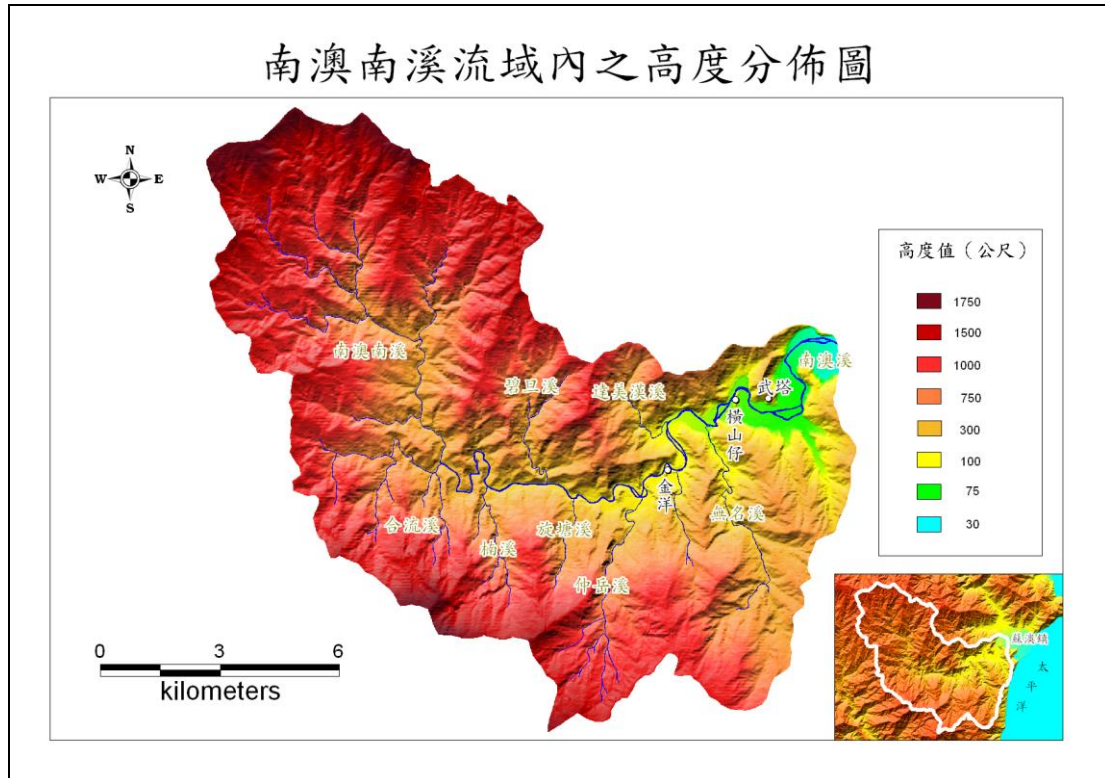 南澳南溪流域內之高度分佈圖
N
W E
S
高度值（公尺）
1750
1500
1000
750
300
100
75
30
南澳南溪
碧旦溪
達美漢溪
南澳溪
武塔
橫山仔
金洋
無名溪
合流溪
楠溪
旋塘溪
仲岳溪
0 3 6
kilometers
蘇澳鎮
太平洋